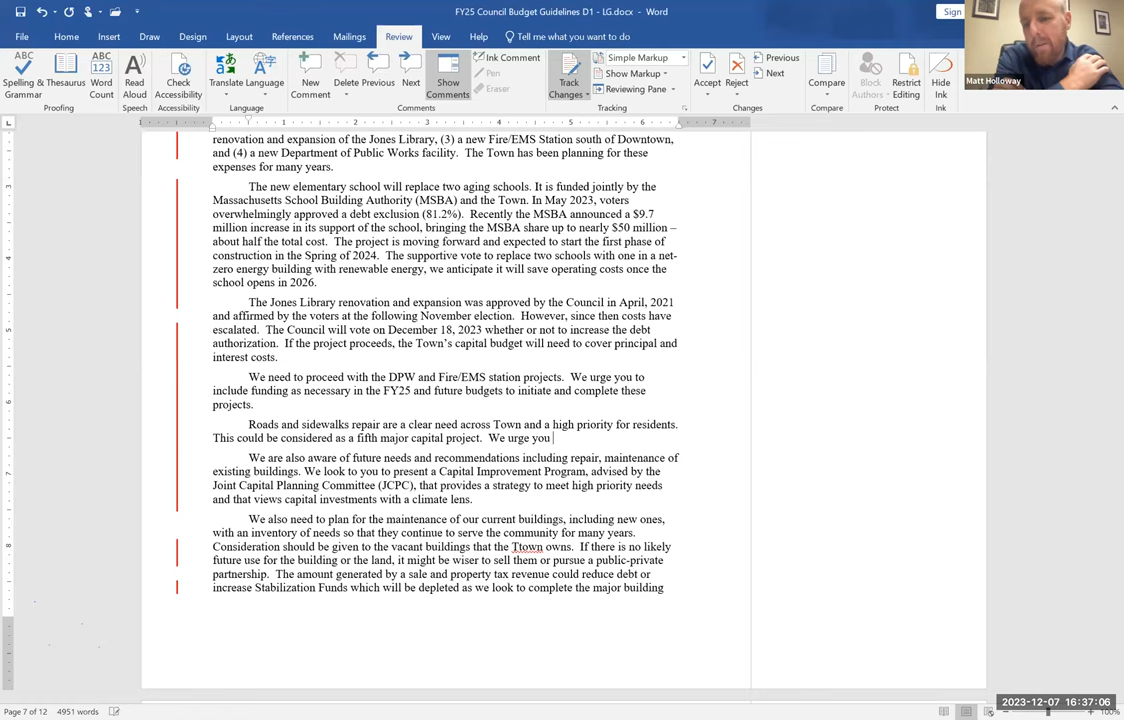 FY25 Council Budget Guidelines D1 - LG.docx - Word
Sign
File Home Insert Draw Design Layout References Mailings Review View Help Tell me what you want to do
Matt Holloway
Spelling & Grammar
Thesaurus
Word Count
Proofing
Read Aloud
Speech
Check Accessibility
Accessibility
Translate
Language
Language
New Comment
Delete
Previous
Next
Show Comments
Ink Comment
Pen
Eraser
Comments
Track Changes
Simple Markup
Show Markup
Reviewing Pane
Tracking
Accept
Reject
Previous
Next
Changes
Compare
Compare
Block Authors
Restrict Editing
Protect
Hide Ink
Ink
1 1 2 3 4 5 6 7
renovation and expansion of the Jones Library, (3) a new Fire/EMS Station south of Downtown,
and (4) a new Department of Public Works facility. The Town has been planning for these
expenses for many years.
The new elementary school will replace two aging schools. It is funded jointly by the
Massachusetts School Building Authority (MSBA) and the Town. In May 2023, voters
overwhelmingly approved a debt exclusion (81.2%). Recently the MSBA announced a $9.7
million increase in its support of the school, bringing the MSBA share up to nearly $50 million –
about half the total cost. The project is moving forward and expected to start the first phase of
construction in the Spring of 2024. The supportive vote to replace two schools with one in a net-
zero energy building with renewable energy, we anticipate it will save operating costs once the
school opens in 2026.
The Jones Library renovation and expansion was approved by the Council in April, 2021
and affirmed by the voters at the following November election. However, since then costs have
escalated. The Council will vote on December 18, 2023 whether or not to increase the debt
authorization. If the project proceeds, the Town’s capital budget will need to cover principal and
interest costs.
We need to proceed with the DPW and Fire/EMS station projects. We urge you to
include funding as necessary in the FY25 and future budgets to initiate and complete these
projects.
Roads and sidewalks repair are a clear need across Town and a high priority for residents.
This could be considered as a fifth major capital project. We urge you
We are also aware of future needs and recommendations including repair, maintenance of
existing buildings. We look to you to present a Capital Improvement Program, advised by the
Joint Capital Planning Committee (JCPC), that provides a strategy to meet high priority needs
and that views capital investments with a climate lens.
We also need to plan for the maintenance of our current buildings, including new ones,
with an inventory of needs so that they continue to serve the community for many years.
Consideration should be given to the vacant buildings that the Ttown owns. If there is no likely
future use for the building or the land, it might be wiser to sell them or pursue a public-private
partnership. The amount generated by a sale and property tax revenue could reduce debt or
increase Stabilization Funds which will be depleted as we look to complete the major building
3
4
5
6
7
8
Page 7 of 12 4951 words
2023-12-07 16:37:06
100%